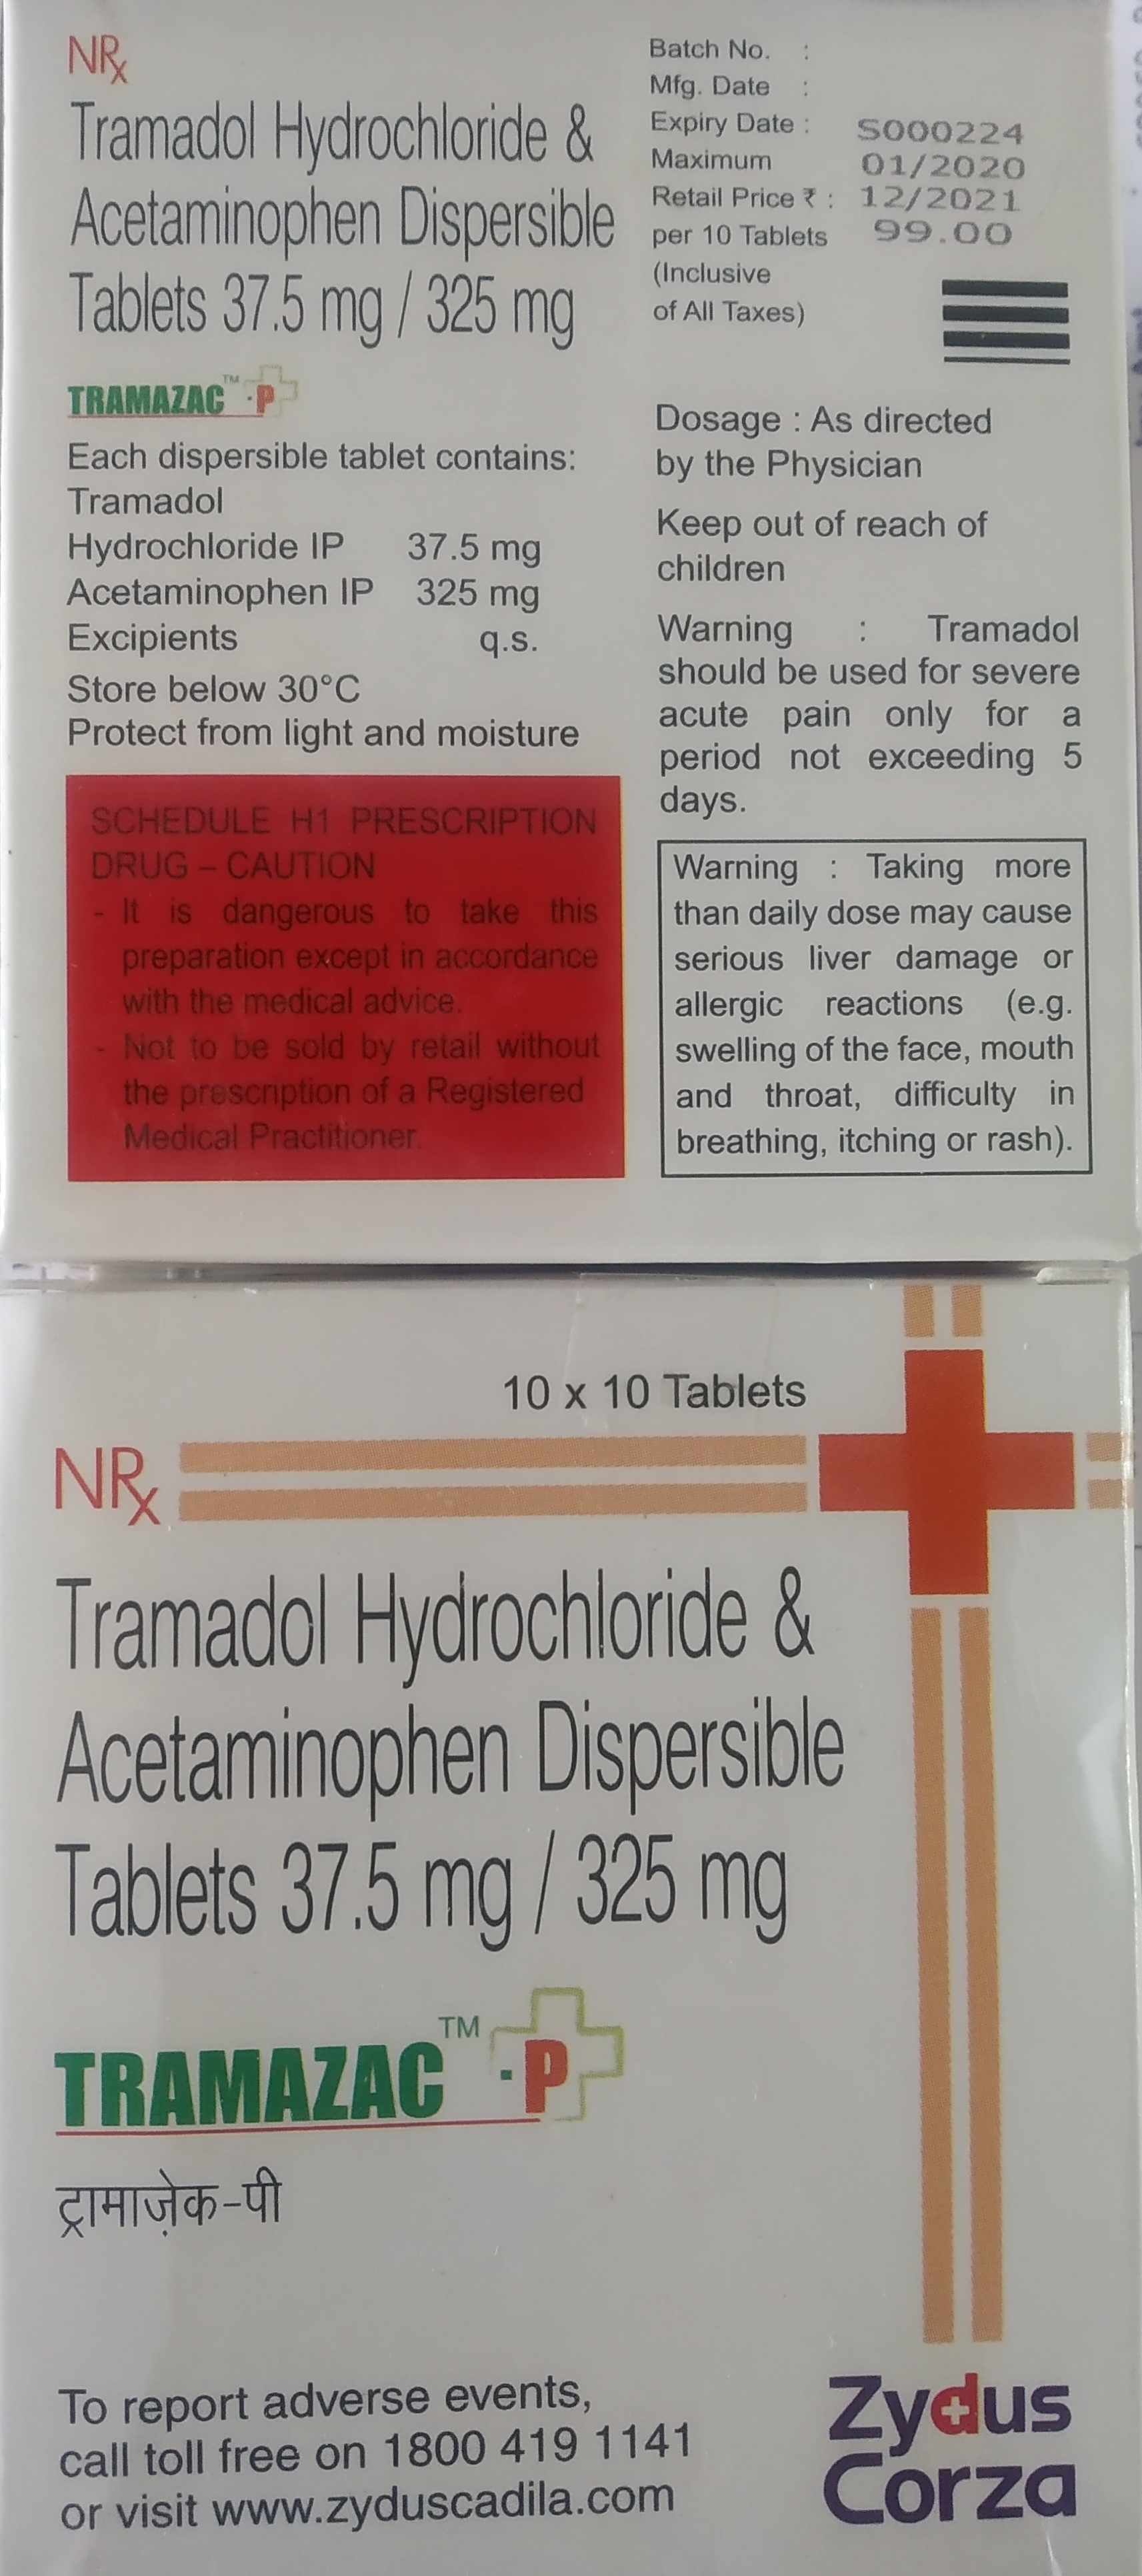 NRx
Tramadol Hydrochloride &
Acetaminophen Dispersible
Tablets 37.5 mg / 325 mg
TRAMAZAC™-P
Each dispersible tablet contains:
Tramadol
Hydrochloride IP 37.5 mg
Acetaminophen IP 325 mg
Excipients q.s.
Store below 30°C
Protect from light and moisture
SCHEDULE H1 PRESCRIPTION
DRUG – CAUTION
- It is dangerous to take this
preparation except in accordance
with the medical advice.
- Not to be sold by retail without
the prescription of a Registered
Medical Practitioner.
Batch No. :
Mfg. Date :
Expiry Date : S000224
Maximum 01/2020
Retail Price ₹ : 12/2021
per 10 Tablets 99.00
(Inclusive
of All Taxes)
Dosage : As directed
by the Physician
Keep out of reach of
children
Warning : Tramadol
should be used for severe
acute pain only for a
period not exceeding 5
days.
Warning : Taking more
than daily dose may cause
serious liver damage or
allergic reactions (e.g.
swelling of the face, mouth
and throat, difficulty in
breathing, itching or rash).
10 x 10 Tablets
NRx
Tramadol Hydrochloride &
Acetaminophen Dispersible
Tablets 37.5 mg / 325 mg
TRAMAZAC™-P
ट्रामाज़ेक-पी
To report adverse events,
call toll free on 1800 419 1141
or visit www.zyduscadila.com
Zydus
Corza